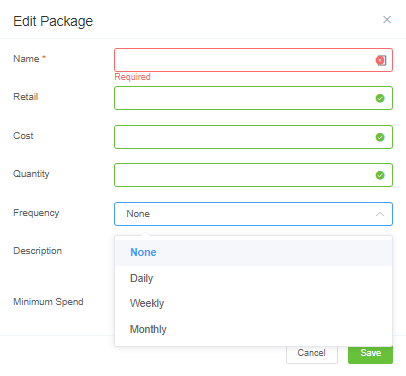 Edit Package
Name *
Required
Retail
Cost
Quantity
Frequency
None
Description
None
Daily
Weekly
Minimum Spend
Monthly
Cancel
Save